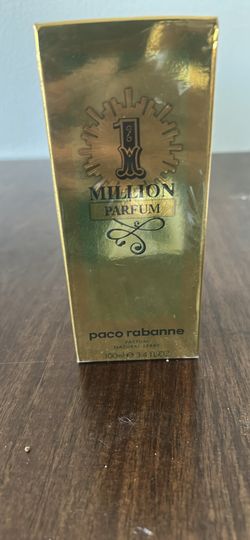 1
MILLION
PARFUM
paco rabanne
PARFUM
NATURAL SPRAY
100ml e 3.4 FL.OZ